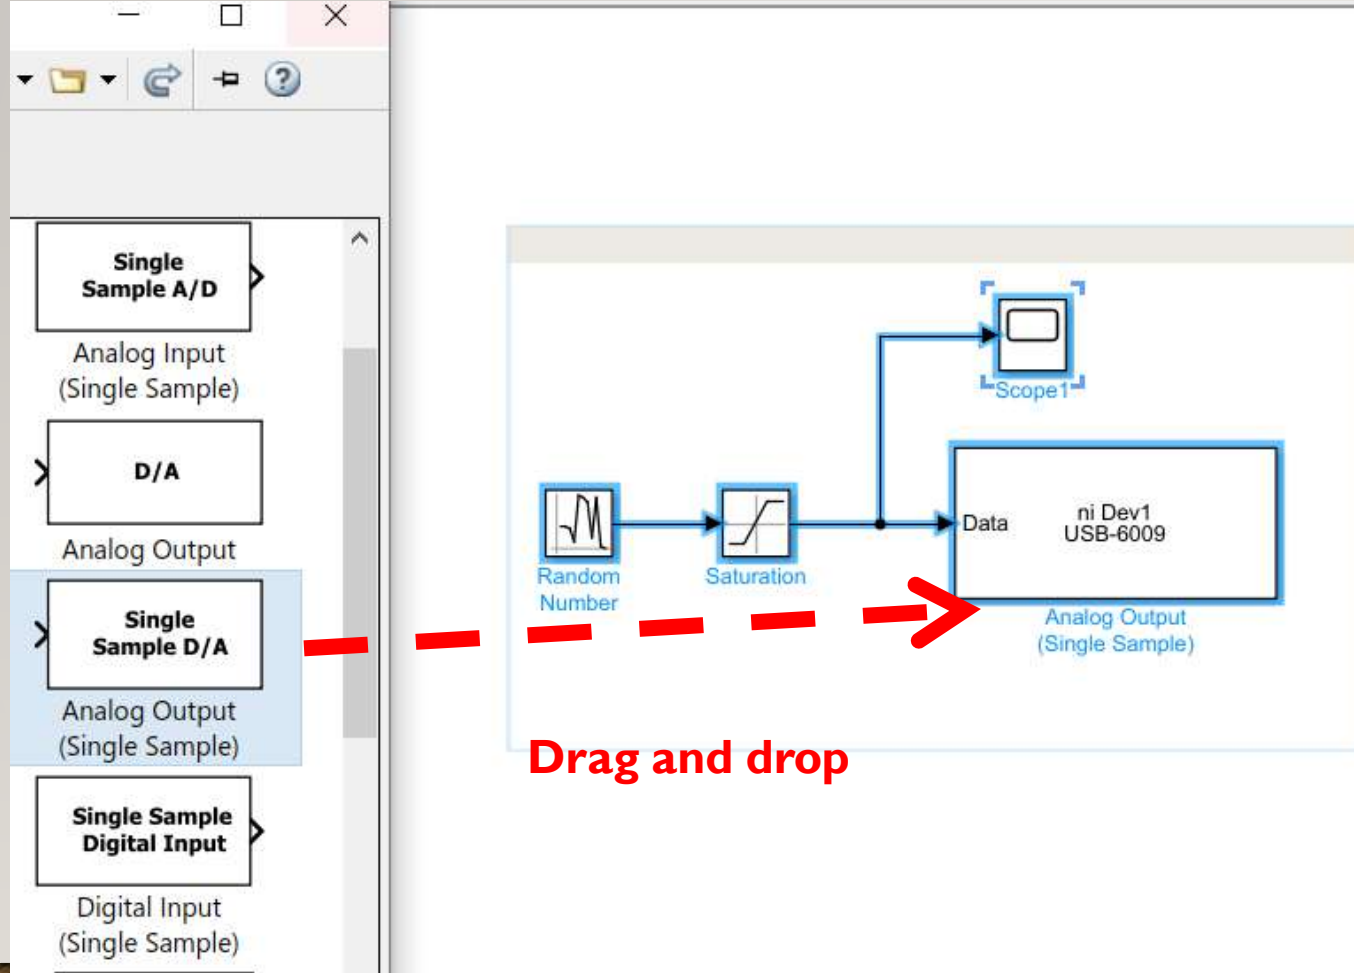 Single
Sample A/D
Analog Input
(Single Sample)
D/A
Analog Output
Single
Sample D/A
Analog Output
(Single Sample)
Single Sample
Digital Input
Digital Input
(Single Sample)
Scope1
Random
Number
Saturation
Data
ni Dev1
USB-6009
Analog Output
(Single Sample)
Drag and drop